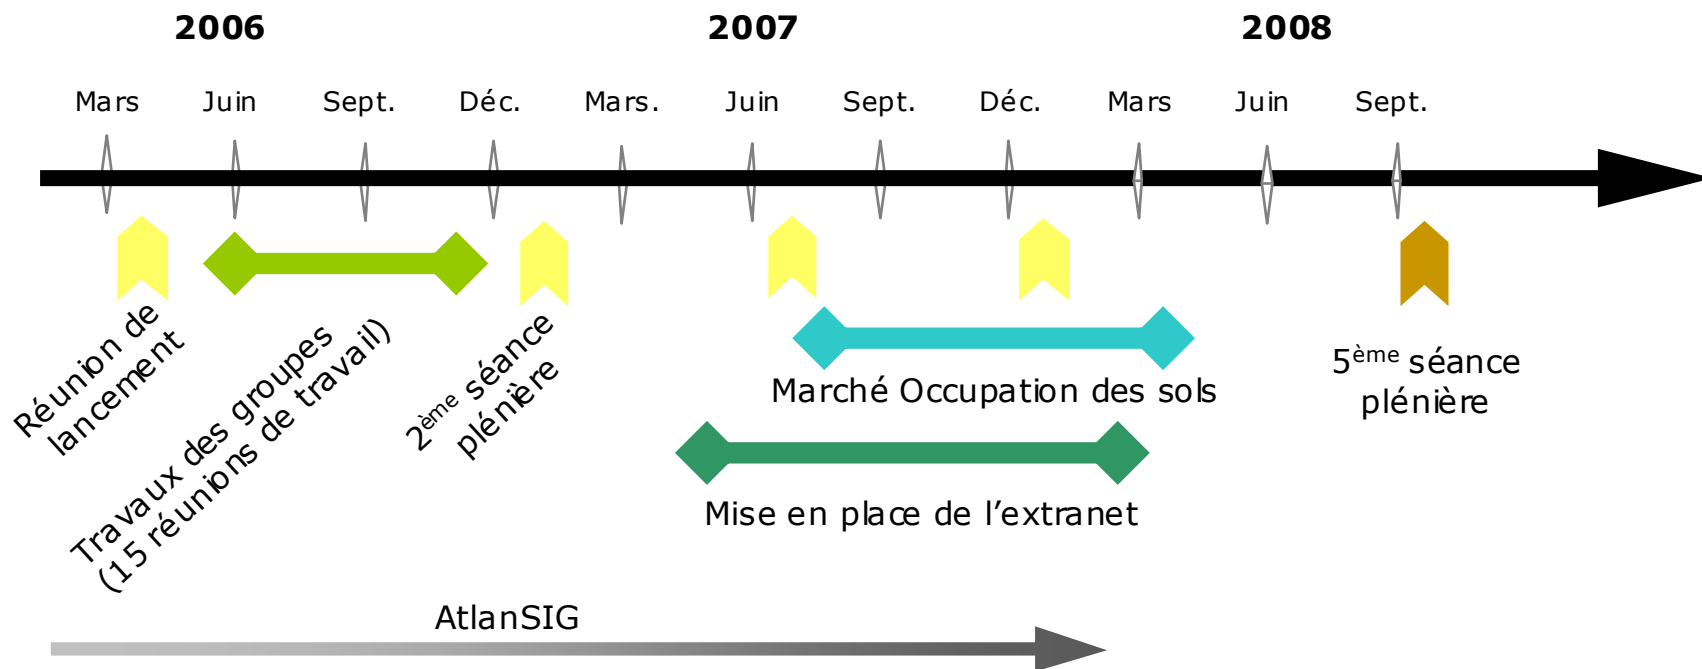 2006 2007 2008
Mars Juin Sept. Déc. Mars. Juin Sept. Déc. Mars Juin Sept.
Réunion de
lancement
Travaux des groupes
(15 réunions de travail)
2ème séance
plénière
Marché Occupation des sols
5ème séance
plénière
Mise en place de l’extranet
AtlanSIG